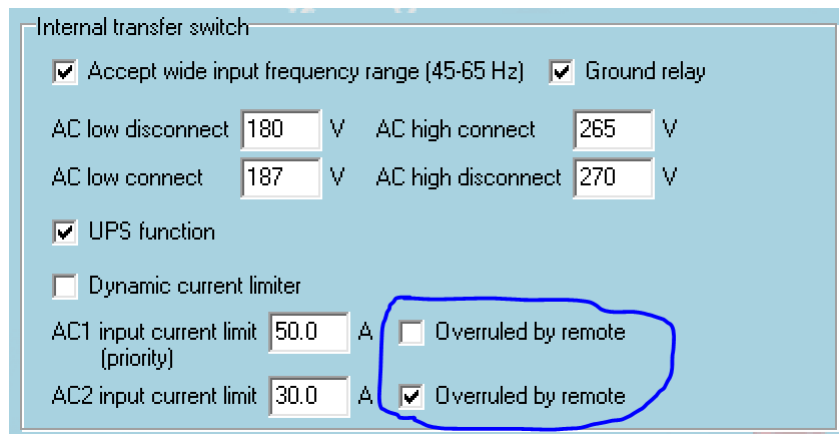 Internal transfer switch
Accept wide input frequency range (45-65 Hz) Ground relay
AC low disconnect 180 V AC high connect 265 V
AC low connect 187 V AC high disconnect 270 V
UPS function
Dynamic current limiter
AC1 input current limit 50.0 A Overruled by remote
(priority)
AC2 input current limit 30.0 A Overruled by remote